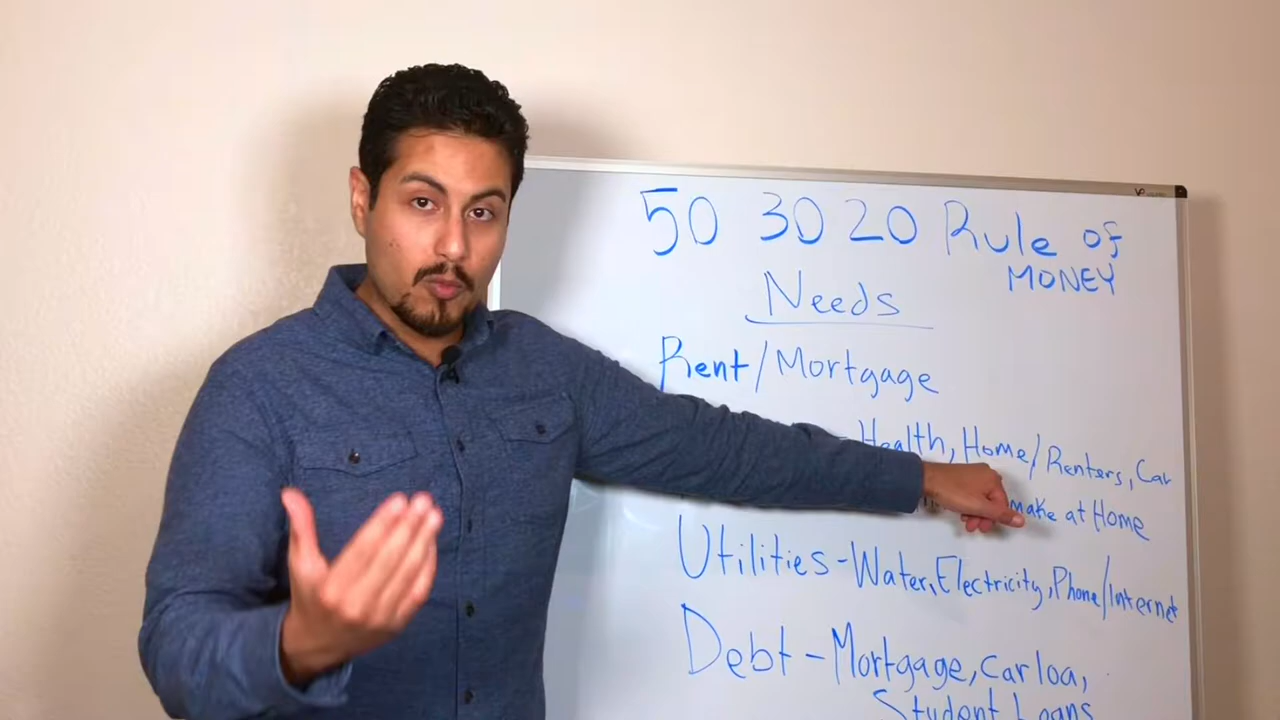 50 30 20 Rule of
MONEY
Needs
Rent/Mortgage
-Health, Home/Renters, Car
make at Home
Utilities-Water, Electricity, Phone/Internet
Debt-Mortgage, Car loa,
Student Loans